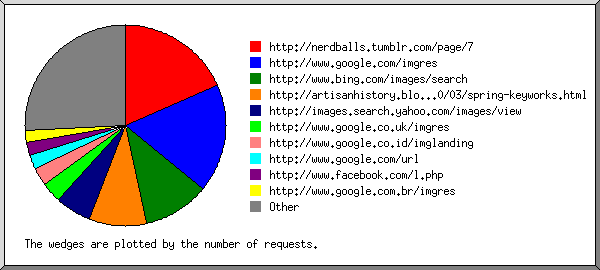 http://nerdballs.tumblr.com/page/7
http://www.google.com/imgres
http://www.bing.com/images/search
http://artisanhistory.blo...0/03/spring-keyworks.html
http://images.search.yahoo.com/images/view
http://www.google.co.uk/imgres
http://www.google.co.id/imglanding
http://www.google.com/url
http://www.facebook.com/l.php
http://www.google.com.br/imgres
Other
The wedges are plotted by the number of requests.